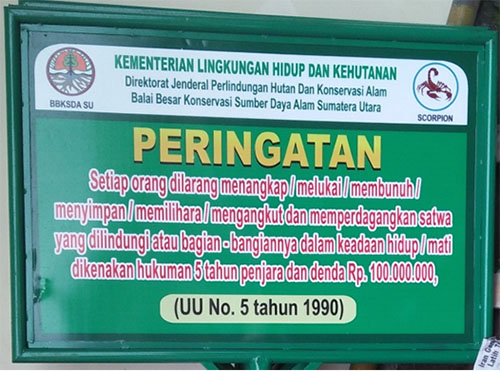 KEMENTERIAN LINGKUNGAN HIDUP DAN KEHUTANAN
Direktorat Jenderal Perlindungan Hutan Dan Konservasi Alam
Balai Besar Konservasi Sumber Daya Alam Sumatera Utara
BBKSDA SU
SCORPION
PERINGATAN
Setiap orang dilarang menangkap / melukai / membunuh /
menyimpan / memilihara / mengangkut dan memperdagangkan satwa
yang dilindungi atau bagian - bangiannya dalam keadaan hidup / mati
dikenakan hukuman 5 tahun penjara dan denda Rp. 100.000.000,
(UU No. 5 tahun 1990)